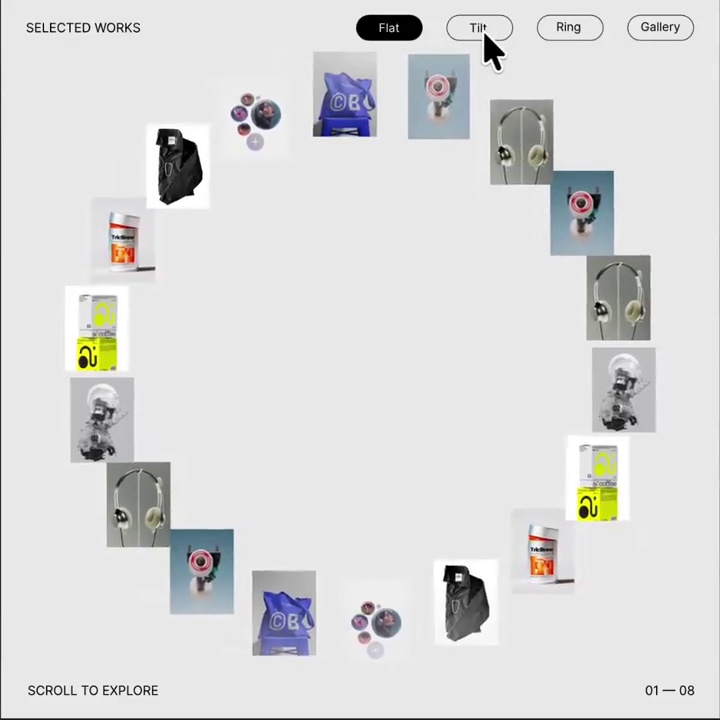 SELECTED WORKS
Flat
Tilt
Ring
Gallery
©B
©B
SCROLL TO EXPLORE
01 — 08